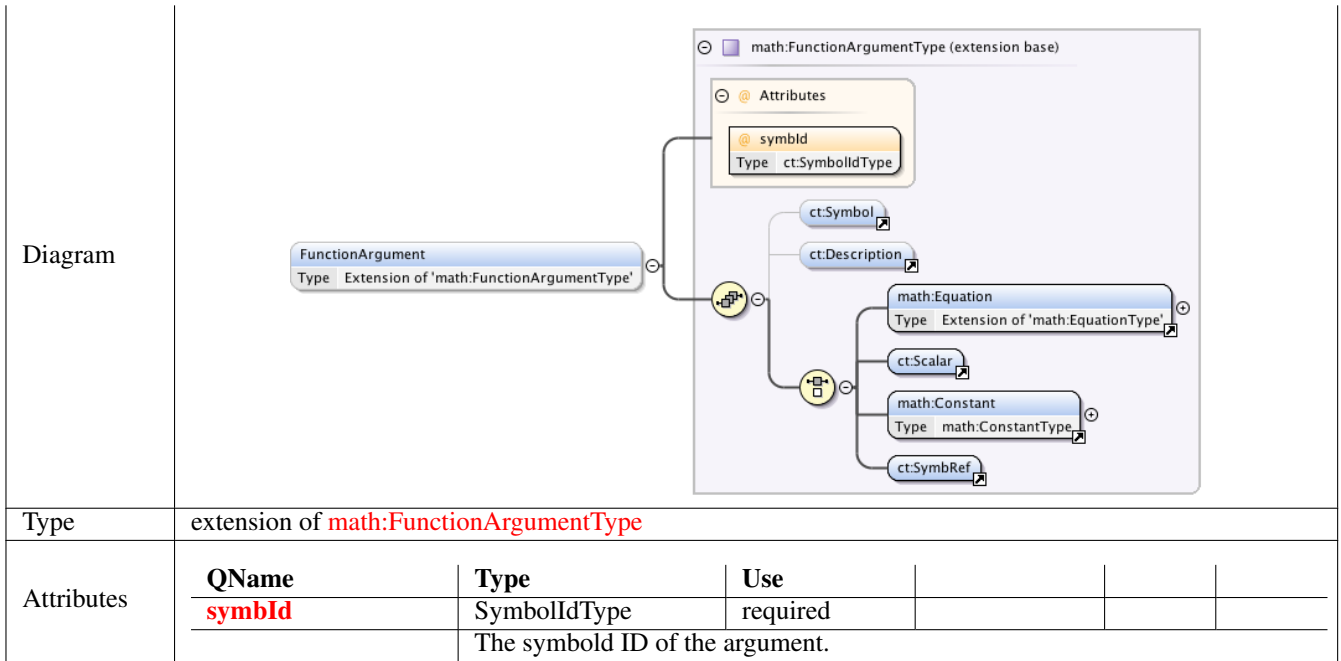 Diagram
math:FunctionArgumentType (extension base)
@ Attributes
@ symbId
Type ct:SymbolIdType
ct:Symbol
ct:Description
FunctionArgument
Type Extension of 'math:FunctionArgumentType'
math:Equation
Type Extension of 'math:EquationType'
ct:Scalar
math:Constant
Type math:ConstantType
ct:SymbRef
Type extension of math:FunctionArgumentType
Attributes
QName Type Use
symbId SymbolIdType required
The symbold ID of the argument.